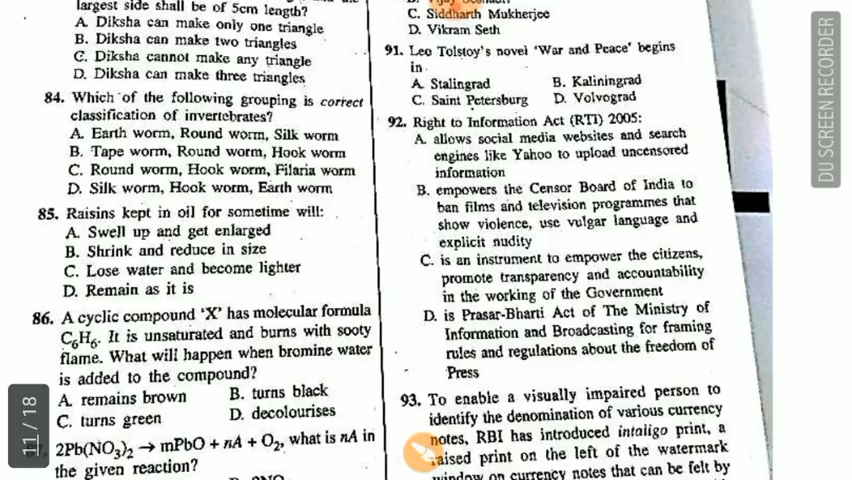 largest side shall be of 5cm length?
A. Diksha can make only one triangle
B. Diksha can make two triangles
C. Diksha cannot make any triangle
D. Diksha can make three triangles
84. Which of the following grouping is correct
classification of invertebrates?
A. Earth worm, Round worm, Silk worm
B. Tape worm, Round worm, Hook worm
C. Round worm, Hook worm, Filaria worm
D. Silk worm, Hook worm, Earth worm
85. Raisins kept in oil for sometime will:
A. Swell up and get enlarged
B. Shrink and reduce in size
C. Lose water and become lighter
D. Remain as it is
86. A cyclic compound 'X' has molecular formula
C₆H₆. It is unsaturated and burns with sooty
flame. What will happen when bromine water
is added to the compound?
A. remains brown B. turns black
C. turns green D. decolourises
2Pb(NO₃)₂ → mPbO + nA + O₂, what is nA in
the given reaction?
C. Siddharth Mukherjee
D. Vikram Seth
91. Leo Tolstoy's novel 'War and Peace' begins
in
A. Stalingrad B. Kaliningrad
C. Saint Petersburg D. Volvograd
92. Right to Information Act (RTI) 2005:
A. allows social media websites and search
engines like Yahoo to upload uncensored
information
B. empowers the Censor Board of India to
ban films and television programmes that
show violence, use vulgar language and
explicit nudity
C. is an instrument to empower the citizens,
promote transparency and accountability
in the working of the Government
D. is Prasar-Bharti Act of The Ministry of
Information and Broadcasting for framing
rules and regulations about the freedom of
Press
93. To enable a visually impaired person to
identify the denomination of various currency
notes, RBI has introduced intaligo print, a
raised print on the left of the watermark
window on currency notes that can be felt by
11 / 18
DU SCREEN RECORDER